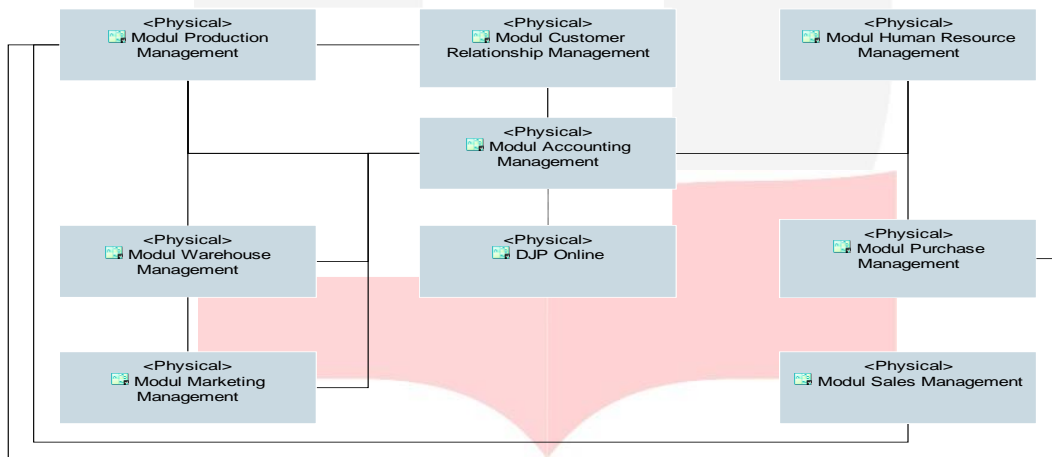 <Physical>
Modul Production
Management
<Physical>
Modul Customer
Relationship Management
<Physical>
Modul Human Resource
Management
<Physical>
Modul Accounting
Management
<Physical>
Modul Warehouse
Management
<Physical>
DJP Online
<Physical>
Modul Purchase
Management
<Physical>
Modul Marketing
Management
<Physical>
Modul Sales Management